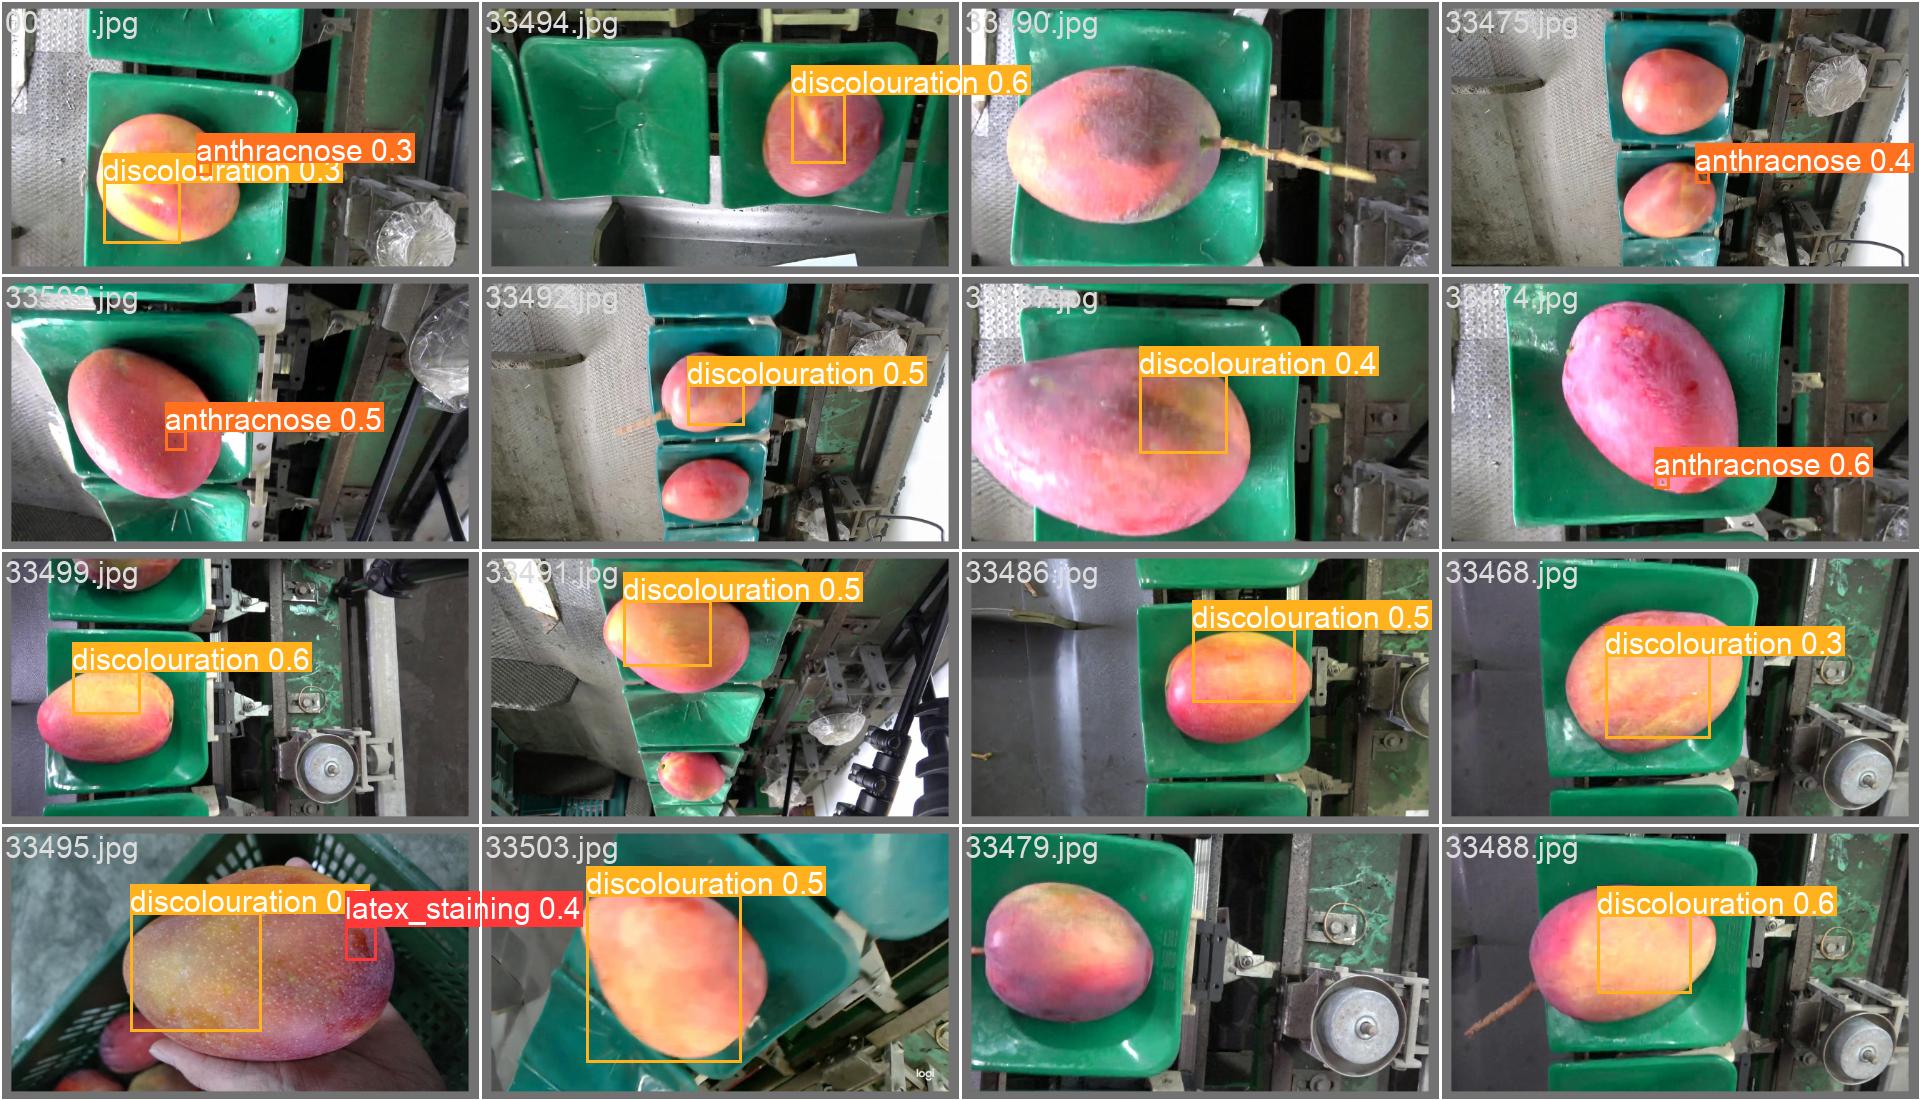 .jpg
33494.jpg
.jpg
33475.jpg
discolouration 0.6
anthracnose 0.3
discolouration 0.3
anthracnose 0.4
.jpg
33492.jpg
.jpg
.jpg
anthracnose 0.5
discolouration 0.5
discolouration 0.4
anthracnose 0.6
33499.jpg
33491.jpg
33486.jpg
33468.jpg
discolouration 0.6
discolouration 0.5
discolouration 0.5
discolouration 0.3
33495.jpg
33503.jpg
33479.jpg
33488.jpg
discolouration 0.
latex_staining 0.4
discolouration 0.5
discolouration 0.6
logi